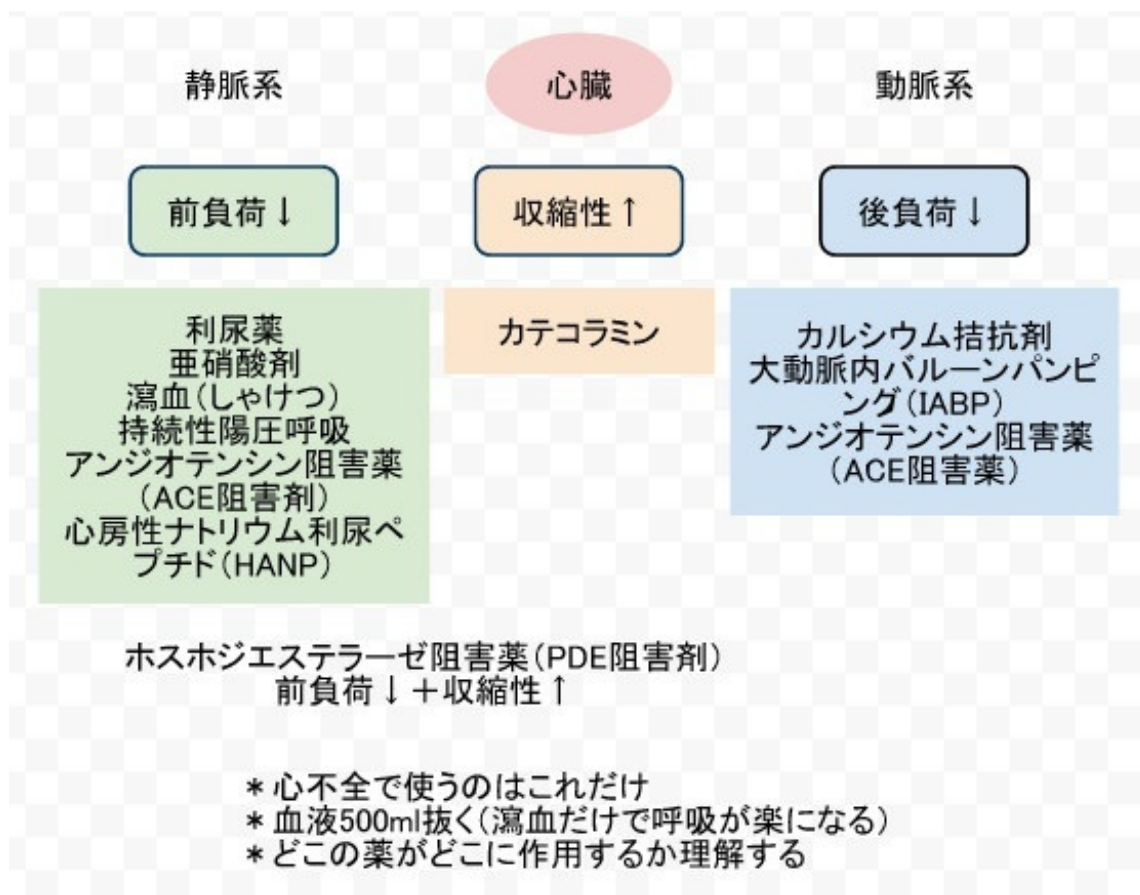 静脈系
心臓
動脈系
前負荷↓
収縮性↑
後負荷↓
利尿薬
亜硝酸剤
瀉血(しゃけつ)
持続性陽圧呼吸
アンジオテンシン阻害薬
(ACE阻害剤)
心房性ナトリウム利尿ペ
プチド(HANP)
カテコラミン
カルシウム拮抗剤
大動脈内バルーンパンピ
ング(IABP)
アンジオテンシン阻害薬
(ACE阻害薬)
ホスホジエステラーゼ阻害薬(PDE阻害剤)
前負荷↓+収縮性↑
*心不全で使うのはこれだけ
*血液500ml抜く(瀉血だけで呼吸が楽になる)
*どこの薬がどこに作用するか理解する